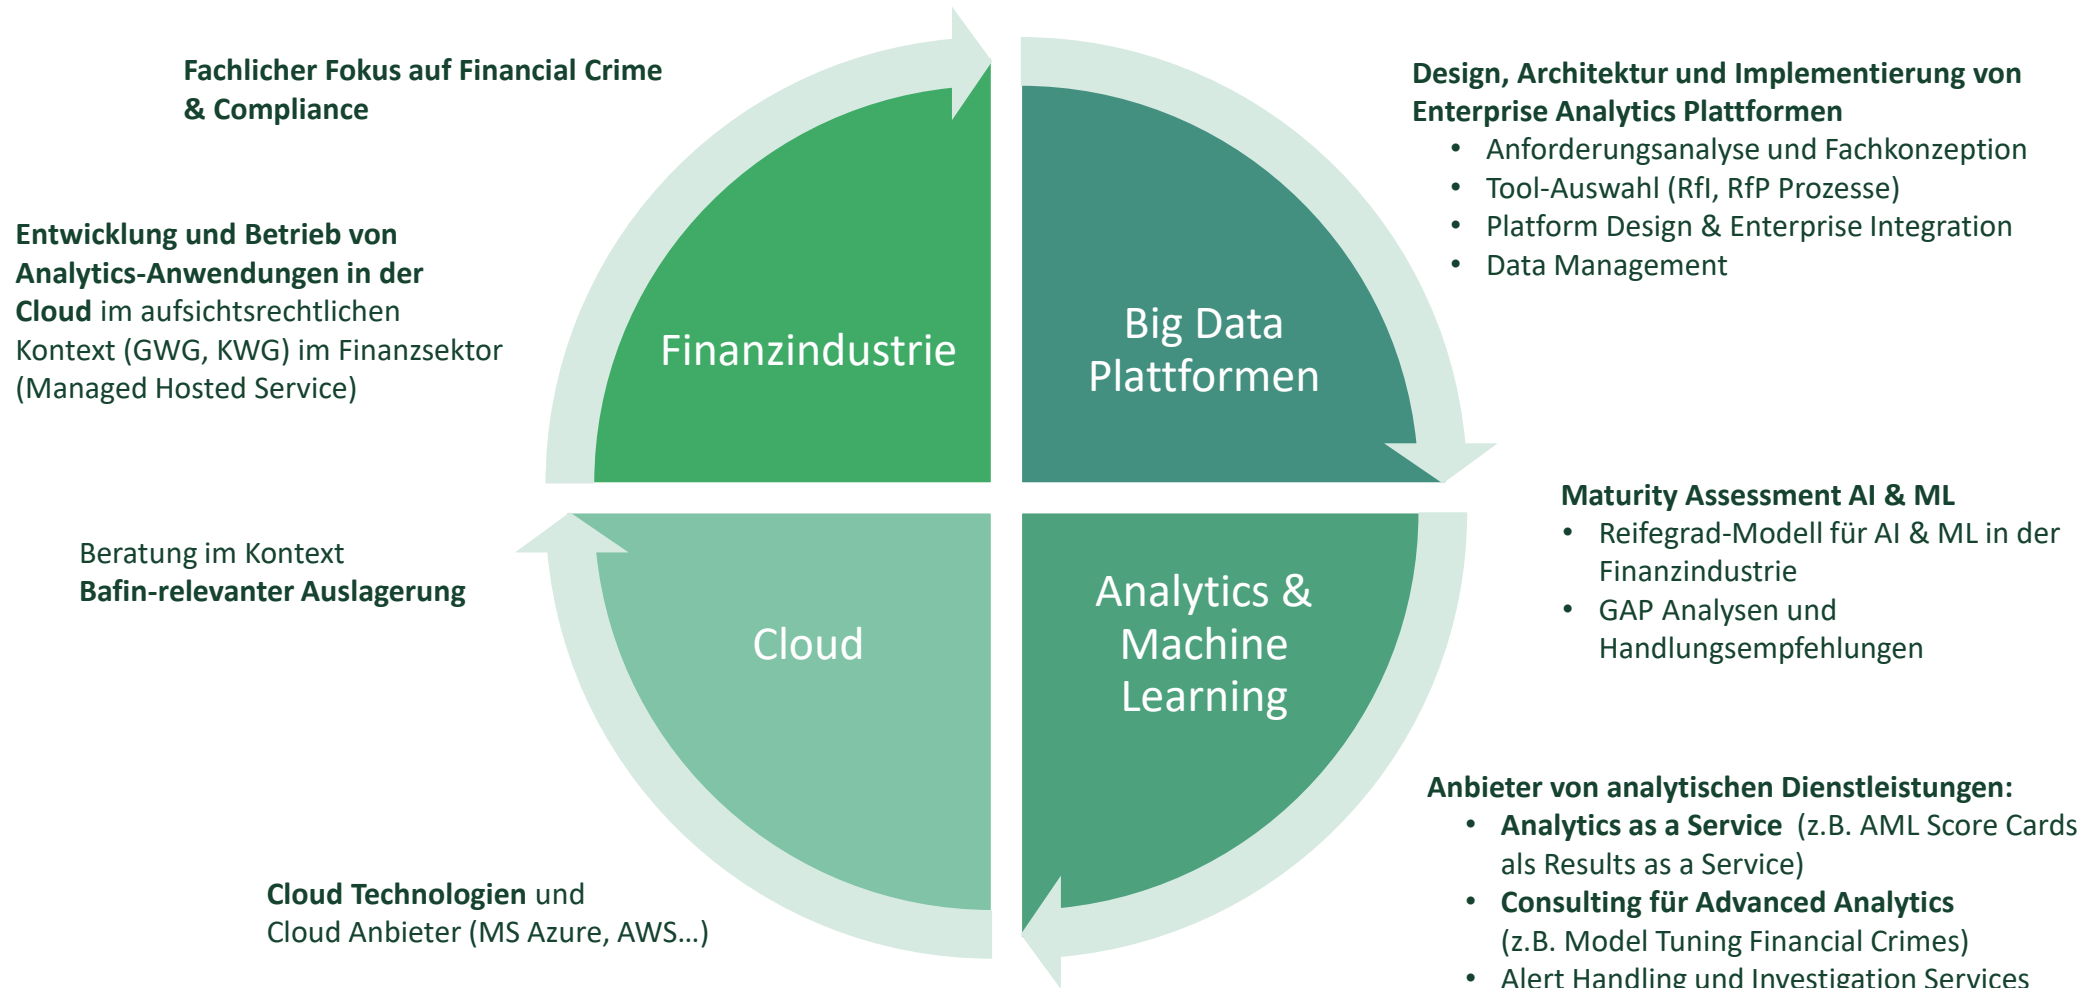 Fachlicher Fokus auf Financial Crime
& Compliance
Entwicklung und Betrieb von
Analytics-Anwendungen in der
Cloud im aufsichtsrechtlichen
Kontext (GWG, KWG) im Finanzsektor
(Managed Hosted Service)
Beratung im Kontext
Bafin-relevanter Auslagerung
Cloud Technologien und
Cloud Anbieter (MS Azure, AWS…)
Finanzindustrie
Big Data
Plattformen
Cloud
Analytics &
Machine
Learning
Design, Architektur und Implementierung von
Enterprise Analytics Plattformen
• Anforderungsanalyse und Fachkonzeption
• Tool-Auswahl (RfI, RfP Prozesse)
• Platform Design & Enterprise Integration
• Data Management
Maturity Assessment AI & ML
• Reifegrad-Modell für AI & ML in der
Finanzindustrie
• GAP Analysen und
Handlungsempfehlungen
Anbieter von analytischen Dienstleistungen:
• Analytics as a Service (z.B. AML Score Cards
als Results as a Service)
• Consulting für Advanced Analytics
(z.B. Model Tuning Financial Crimes)
• Alert Handling und Investigation Services